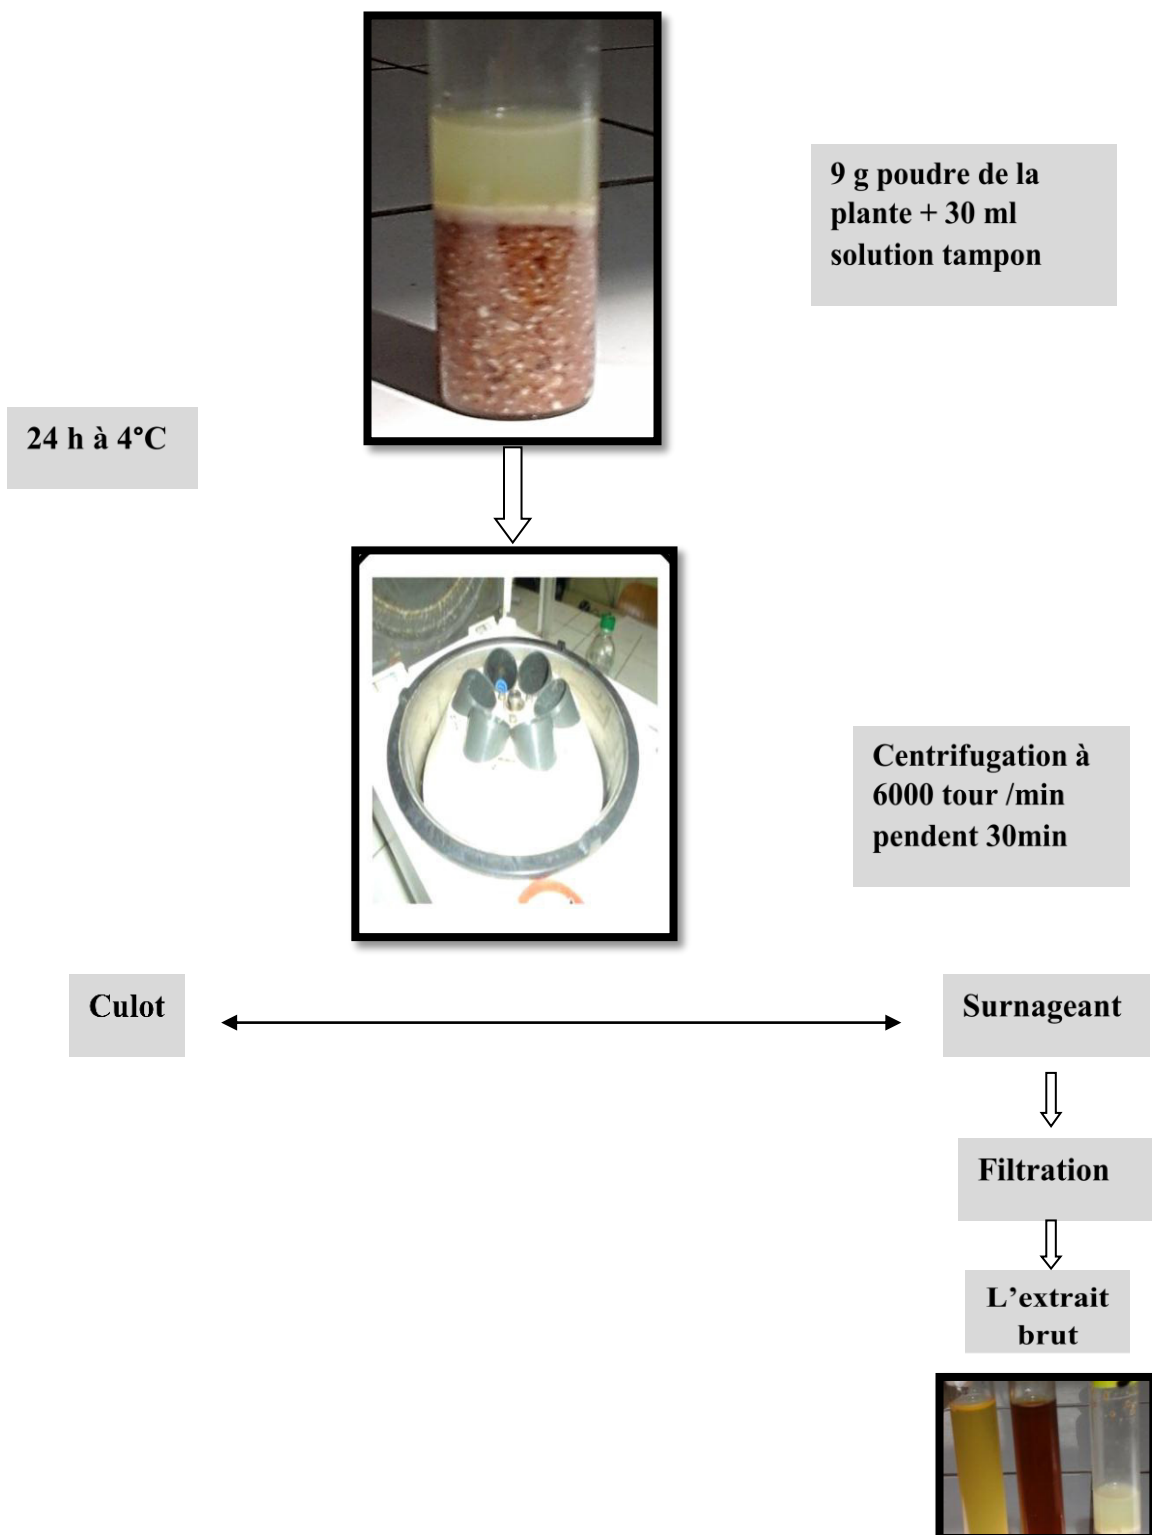 9 g poudre de la
plante + 30 ml
solution tampon
24 h à 4°C
Centrifugation à
6000 tour /min
pendent 30min
Culot
Surnageant
Filtration
L’extrait
brut